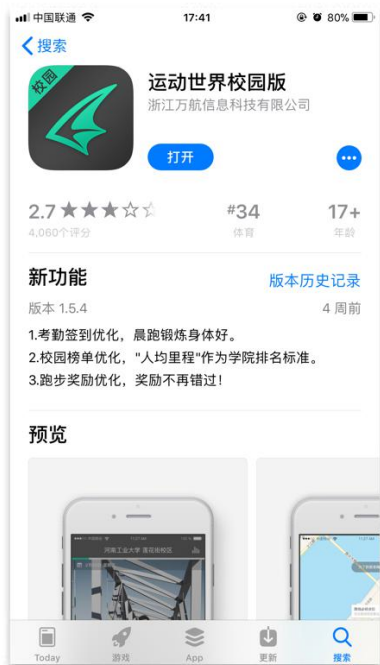 中国联通
17:41
80%
搜索
校园
运动世界校园版
浙江万航信息科技有限公司
打开
2.7
#34
17+
4,060个评分
体育
年龄
新功能
版本历史记录
版本 1.5.4
4 周前
1.考勤签到优化，晨跑锻炼身体好。
2.校园榜单优化，"人均里程"作为学院排名标准。
3.跑步奖励优化，奖励不再错过！
预览
河南工业大学 莲花街校区
Today
游戏
App
更新
搜索